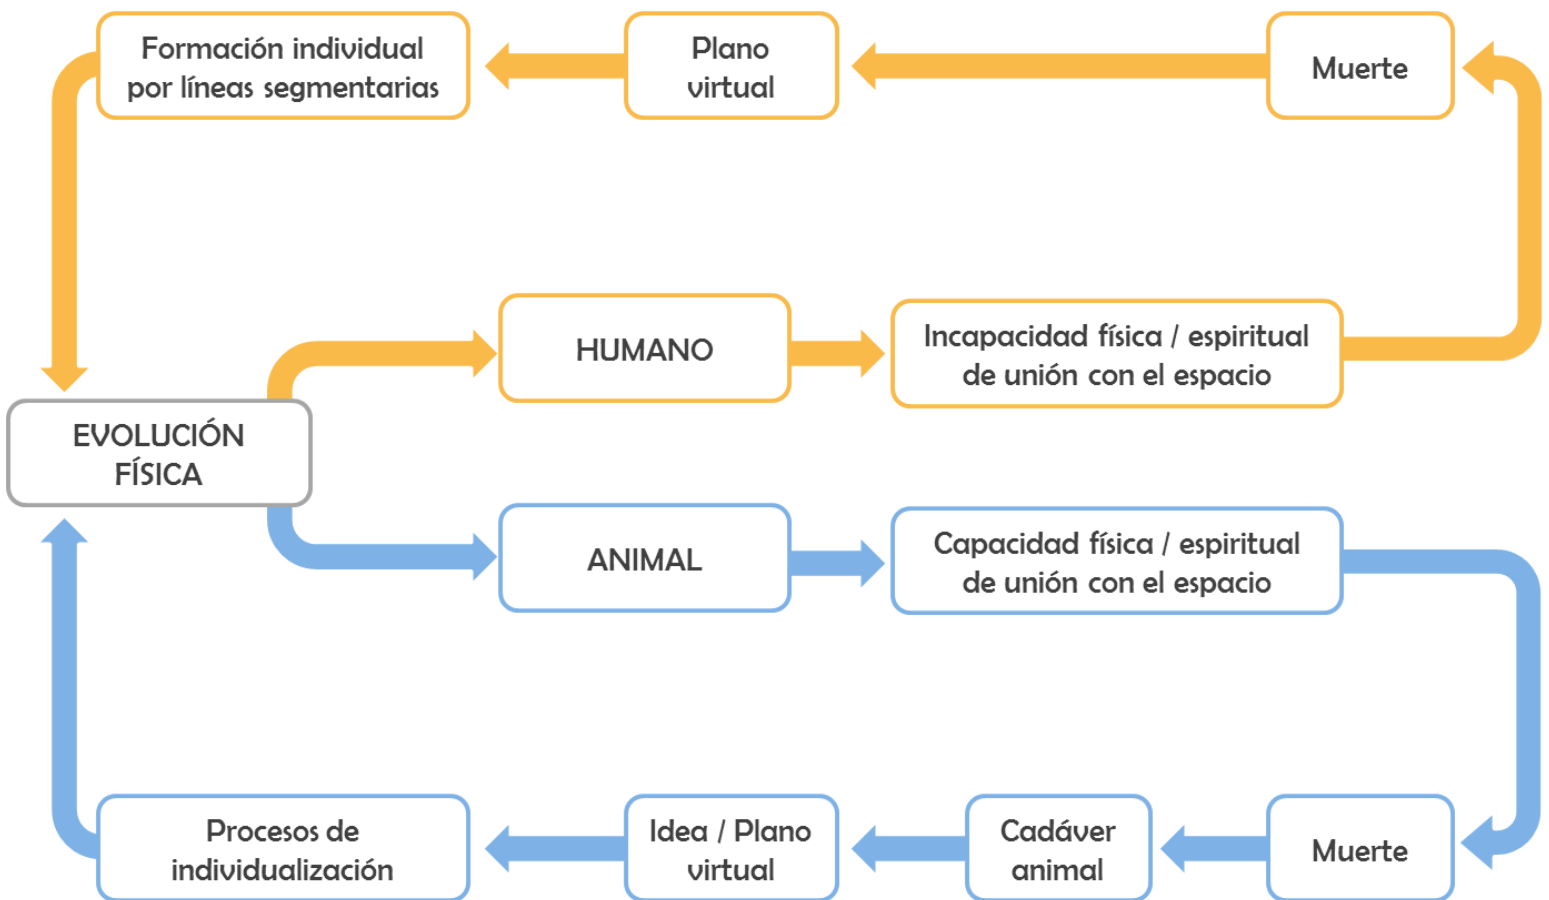 Formación individual
por líneas segmentarias
Plano
virtual
Muerte
HUMANO
Incapacidad física / espiritual
de unión con el espacio
EVOLUCIÓN
FÍSICA
ANIMAL
Capacidad física / espiritual
de unión con el espacio
Procesos de
individualización
Idea / Plano
virtual
Cadáver
animal
Muerte